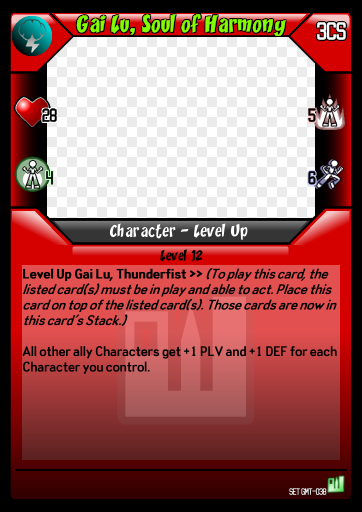 Gai Lu, Soul of Harmony
3CS
28
5
4
6
Character - Level Up
Level 12
Level Up Gai Lu, Thunderfist >> (To play this card, the
listed card(s) must be in play and able to act. Place this
card on top of the listed card(s). Those cards are now in
this card's Stack.)
All other ally Characters get +1 PLV and +1 DEF for each
Character you control.
SET GMT-038